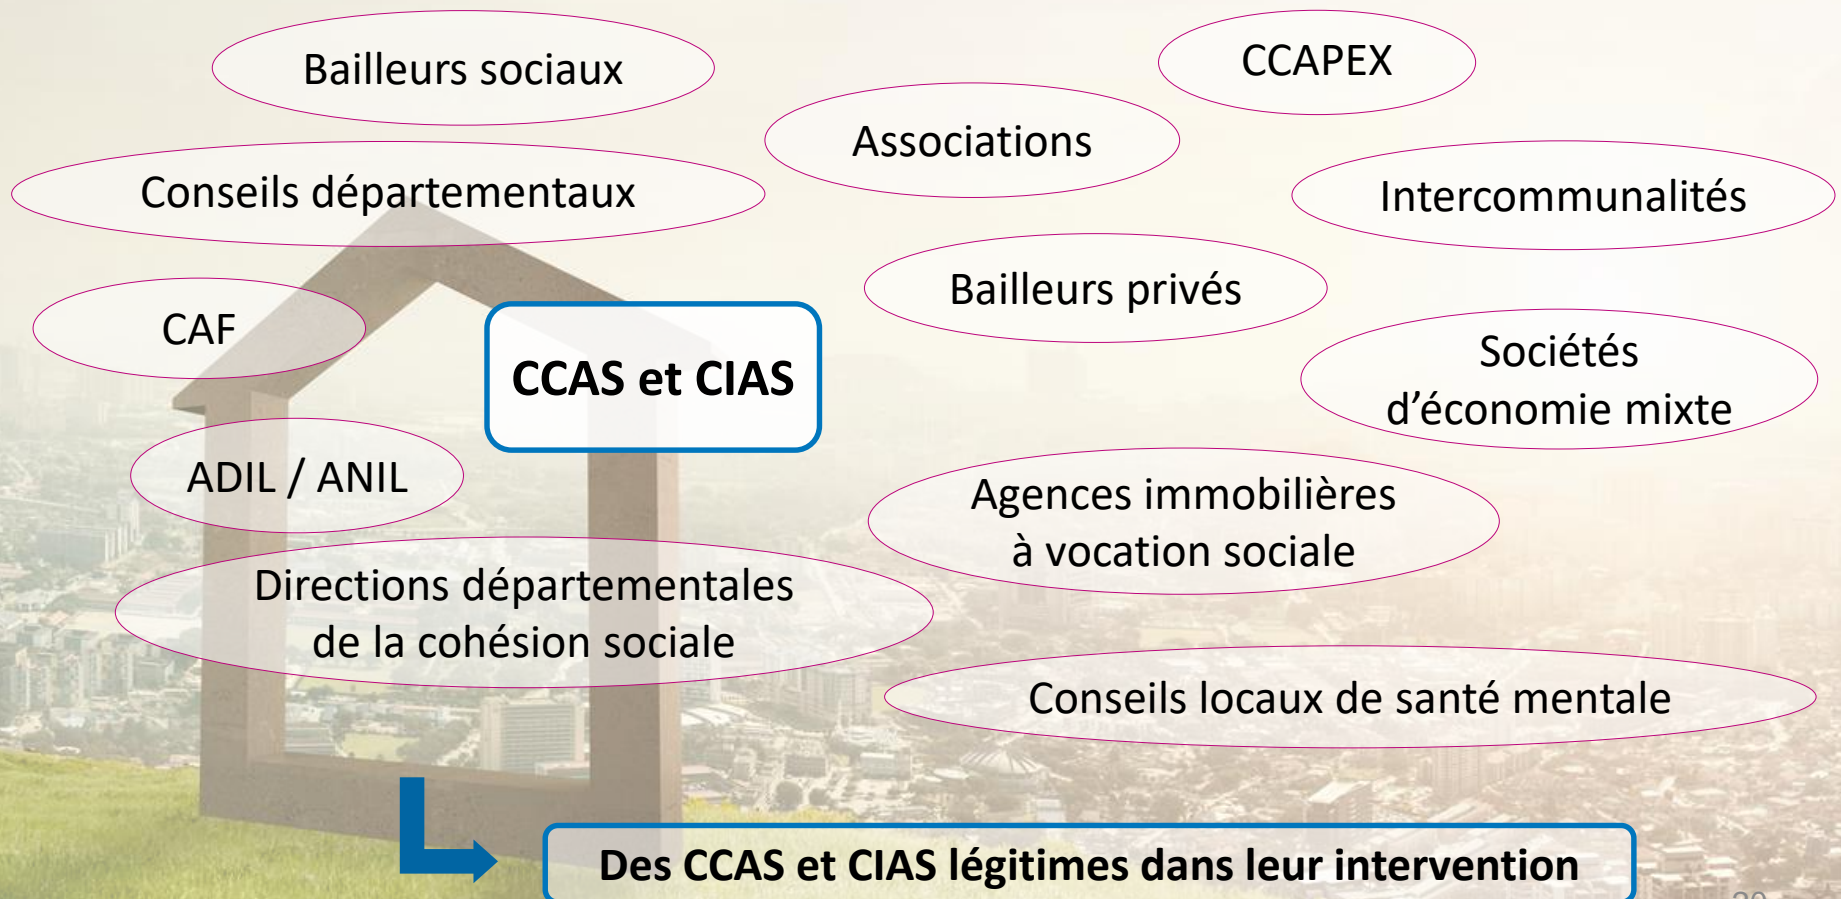 Bailleurs sociaux
CCAPEX
Associations
Conseils départementaux
Intercommunalités
Bailleurs privés
CAF
CCAS et CIAS
Sociétés
d’économie mixte
ADIL / ANIL
Agences immobilières
à vocation sociale
Directions départementales
de la cohésion sociale
Conseils locaux de santé mentale
Des CCAS et CIAS légitimes dans leur intervention